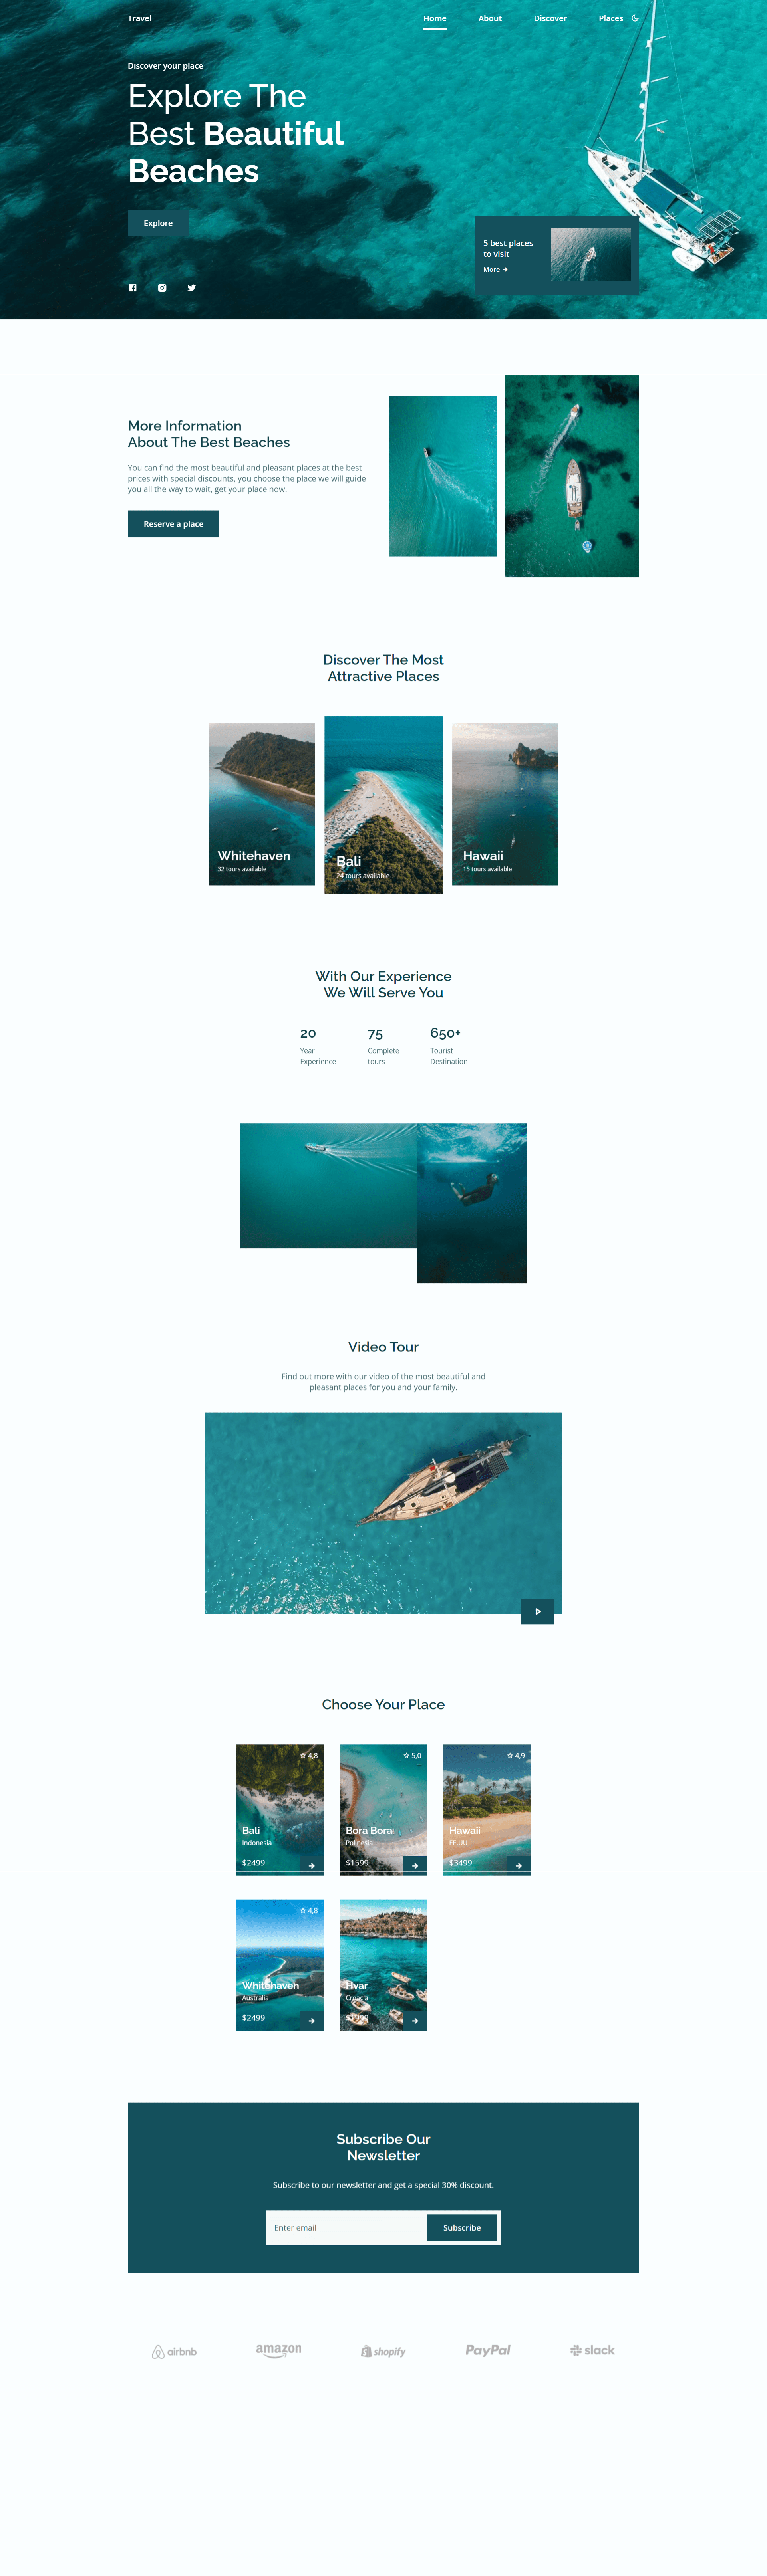 Travel
Home
About
Discover
Places
Discover your place
Explore The
Best Beautiful
Beaches
Explore
5 best places
to visit
More
More Information
About The Best Beaches
You can find the most beautiful and pleasant places at the best
prices with special discounts, you choose the place we will guide
you all the way to wait, get your place now.
Reserve a place
Discover The Most
Attractive Places
Whitehaven
32 tours available
Bali
24 tours available
Hawaii
15 tours available
With Our Experience
We Will Serve You
20
Year
Experience
75
Complete
tours
650+
Tourist
Destination
Video Tour
Find out more with our video of the most beautiful and
pleasant places for you and your family.
Choose Your Place
4,8
Bali
Indonesia
$2499
5,0
Bora Bora
Polinesia
$1599
4,9
Hawaii
EE.UU
$3499
4,8
Whitehaven
Australia
$2499
Hvar
Croacia
Subscribe Our
Newsletter
Subscribe to our newsletter and get a special 30% discount.
Enter email
Subscribe
airbnb
amazon
shopify
PayPal
slack